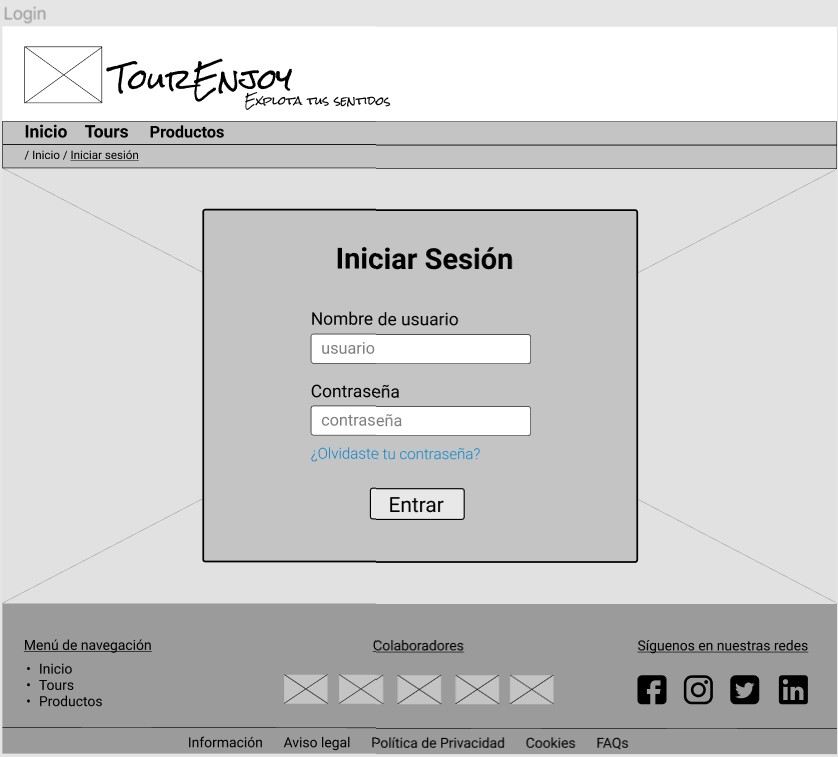 Login
TourEnjoy
Explota tus sentidos
Inicio Tours Productos
/ Inicio / Iniciar sesión
Iniciar Sesión
Nombre de usuario
usuario
Contraseña
contraseña
¿Olvidaste tu contraseña?
Entrar
Menú de navegación
• Inicio
• Tours
• Productos
Colaboradores
Síguenos en nuestras redes
Información Aviso legal Política de Privacidad Cookies FAQs